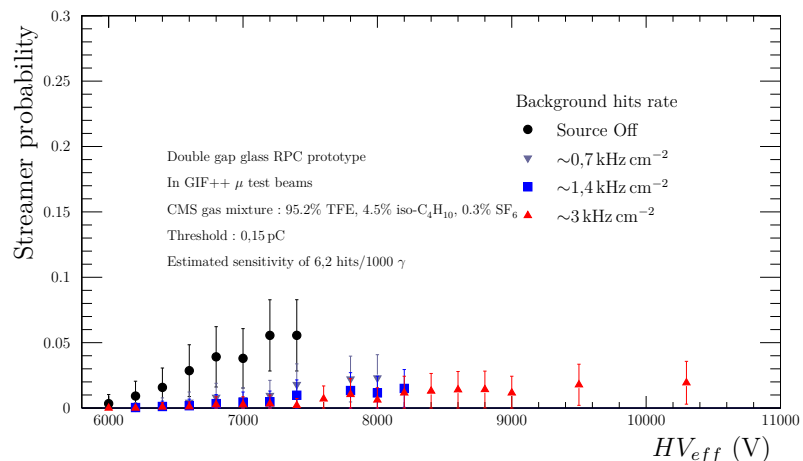 Streamer probability
0.3
0.25
0.2
0.15
0.1
0.05
0
Background hits rate
Source Off
~0,7 kHz cm⁻²
~1,4 kHz cm⁻²
~3 kHz cm⁻²
Double gap glass RPC prototype
In GIF++ μ test beams
CMS gas mixture : 95.2% TFE, 4.5% iso-C₄H₁₀, 0.3% SF₆
Threshold : 0,15 pC
Estimated sensitivity of 6,2 hits/1000 γ
6000 7000 8000 9000 10000 11000
HV_eff (V)